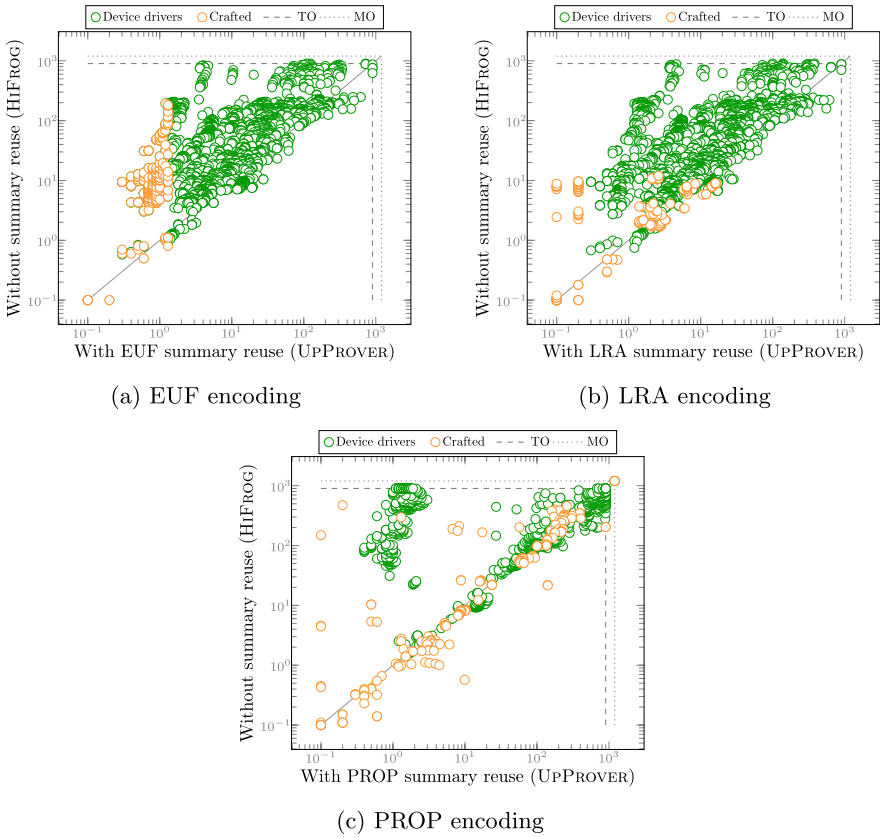 Device drivers Crafted TO MO
Device drivers Crafted TO MO
Without summary reuse (HiFrog)
10³
10²
10¹
10⁰
10⁻¹
10⁻¹ 10⁰ 10¹ 10² 10³
With EUF summary reuse (UpProver)
Without summary reuse (HiFrog)
10³
10²
10¹
10⁰
10⁻¹
10⁻¹ 10⁰ 10¹ 10² 10³
With LRA summary reuse (UpProver)
(a) EUF encoding
(b) LRA encoding
Device drivers Crafted TO MO
Without summary reuse (HiFrog)
10³
10²
10¹
10⁰
10⁻¹
10⁻¹ 10⁰ 10¹ 10² 10³
With PROP summary reuse (UpProver)
(c) PROP encoding